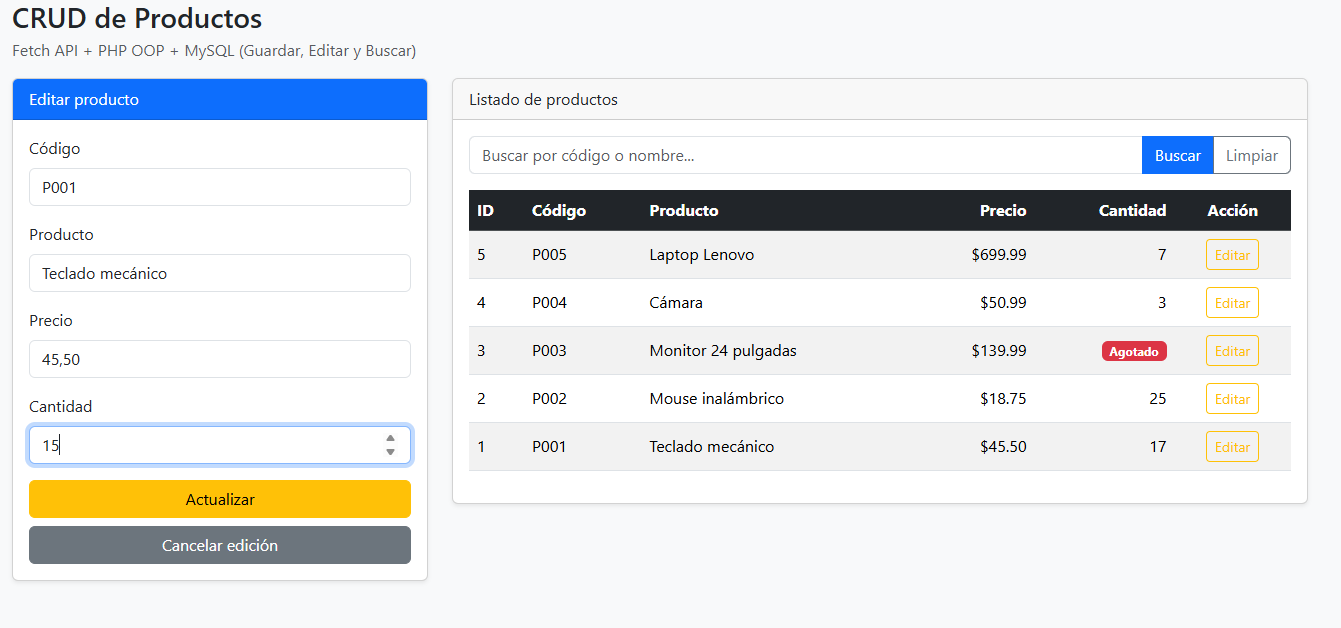 CRUD de Productos
Fetch API + PHP OOP + MySQL (Guardar, Editar y Buscar)
Editar producto
Código
P001
Producto
Teclado mecánico
Precio
45,50
Cantidad
15
Actualizar
Cancelar edición
Listado de productos
Buscar por código o nombre... Buscar Limpiar
ID Código Producto Precio Cantidad Acción
5 P005 Laptop Lenovo $699.99 7 Editar
4 P004 Cámara $50.99 3 Editar
3 P003 Monitor 24 pulgadas $139.99 Agotado Editar
2 P002 Mouse inalámbrico $18.75 25 Editar
1 P001 Teclado mecánico $45.50 17 Editar